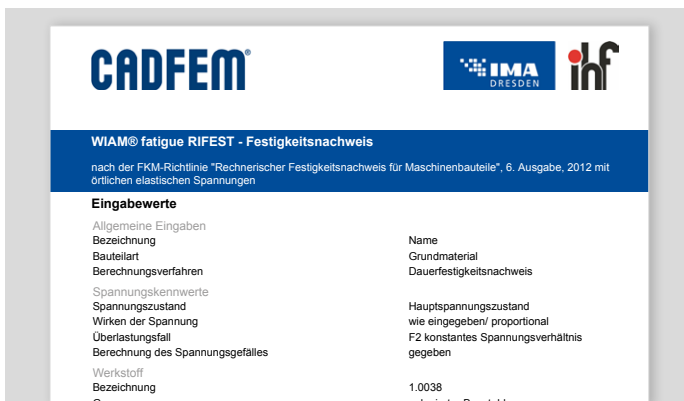 CADFEM®
IMA
DRESDEN
ihf
WIAM® fatigue RIFEST - Festigkeitsnachweis
nach der FKM-Richtlinie "Rechnerischer Festigkeitsnachweis für Maschinenbauteile", 6. Ausgabe, 2012 mit
örtlichen elastischen Spannungen
Eingabewerte
Allgemeine Eingaben
Bezeichnung Name
Bauteilart Grundmaterial
Berechnungsverfahren Dauerfestigkeitsnachweis
Spannungskennwerte
Spannungszustand Hauptspannungszustand
Wirken der Spannung wie eingegeben/ proportional
Überlastungsfall F2 konstantes Spannungsverhältnis
Berechnung des Spannungsgefälles gegeben
Werkstoff
Bezeichnung 1.0038